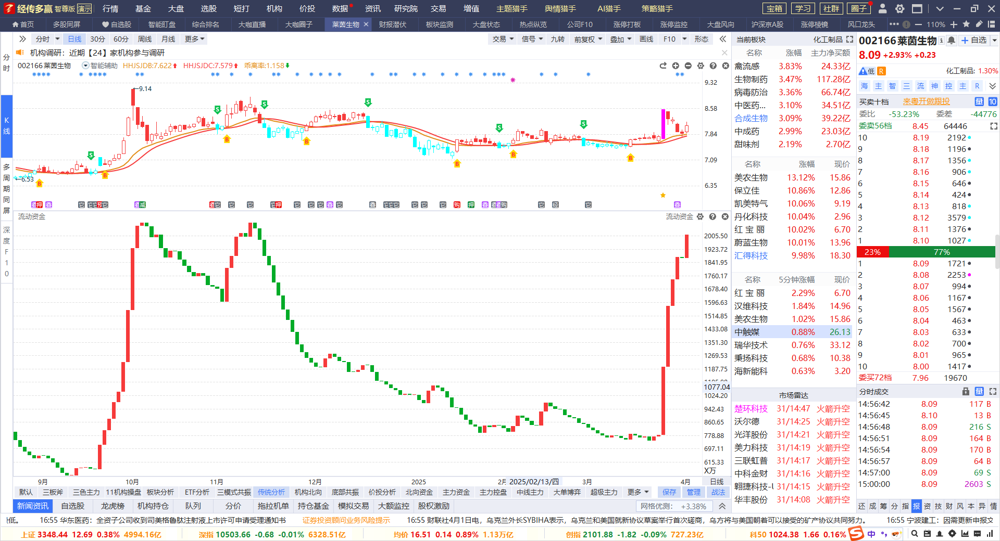 经传多赢 智尊版 演示 行情 基金 大盘 选股 短打 机构 价投 数据 资讯 研究院 交易 增值 主题猎手 舆情猎手 AI猎手 策略猎手 宝箱 学习 社群 圈子
首页 多股同屏 自选股 智能盯盘 综合排名 大咖直播 大咖圈子 莱茵生物 财报潜伏 板块监测 大盘状态 热点纵览 公司F10 涨停打板 涨停监控 大盘风向 沪深京A股 涨停棱镜 风口龙头 110%
分时 日线 30分 60分 周线 月线 更多 交易 信号 九转 前复权 叠加 画线 F10 形态
机构调研：近期【24】家机构参与调研
002166 莱茵生物 智能辅助 HHJSJDB:7.622 HHJSJDC:7.579 乖离率:1.158
分时
K线
多周期同屏
深度F10
9.32
8.58
7.84
7.09
6.35
9.14
6.53
流动资金 流动资金
2005.50
1923.72
1841.95
1760.17
1678.40
1596.63
1514.85
1433.08
1351.30
1269.53
1187.75
1077.04
1024.20
942.43
860.65
778.88
697.11
615.33
X万
9月 10月 11月 12月 2025 2025/02/13/四 3月 4月 日线
默认 三板斧 三色主力 11机构操盘 板块分析 ETF分析 三模式共振 传统分析 机构北向 底部共振 价投分析 北向资金 主力资金 主力控盘 中线主力 大单博弈 超级主力 更多 保存 管理 战法
新闻资讯 自选股 龙虎榜 机构持仓 队列 分价 拖拉机单 持仓基金 模拟交易 大额监控 股权激励 网格优测： +3.38%
当前板块 化工制品
名称 涨幅 主力净买额
禽流感 3.83% 24.33亿
生物制药 3.47% 117.28亿
病毒防治 3.36% 66.74亿
中医药... 3.10% 34.51亿
合成生物 3.09% 39.22亿
中成药 2.99% 23.03亿
甜味剂 2.19% 2.70亿
名称 涨幅 现价
美农生物 13.12% 15.86
保立佳 10.86% 12.86
凯美特气 10.06% 9.19
丹化科技 10.04% 2.96
红 宝 丽 10.02% 6.70
蔚蓝生物 10.01% 13.96
汇得科技 9.98% 18.30
名称 5分钟涨幅 现价
红 宝 丽 2.29% 6.70
汉维科技 1.84% 14.96
美农生物 1.02% 15.86
中触媒 0.88% 26.13
瑞华技术 0.76% 33.12
秉扬科技 0.68% 10.38
海新能科 0.63% 3.20
市场雷达
楚环科技 31/14:47 火箭升空
沃尔德 31/14:25 火箭升空
光洋股份 31/14:21 火箭升空
美力科技 31/14:19 火箭升空
三联虹普 31/14:17 火箭升空
中科金财 31/14:16 火箭升空
翱捷科技-U 31/14:15 火箭升空
华丰股份 31/14:08 火箭升空
002166 莱茵生物 自选
8.09 +2.93% +0.23
低 R 化工制品: 1.30%
海 主 智 三 流 神 控 主 R
买卖十档 来粤开做跟投 量 10
委比 -53.23% 委差 -44776
委卖56档 8.45 64446
10 8.19 2192
9 8.18 1196
8 8.17 1356
7 8.16 906
6 8.15 646
5 8.14 424
4 8.13 818
3 8.12 3579
2 8.11 1376
1 8.10 1027
23% 77%
1 8.09 1721
2 8.08 2253
3 8.07 994
4 8.06 1167
5 8.05 1567
6 8.04 463
7 8.03 633
8 8.02 700
9 8.01 965
10 8.00 1417
委买72档 7.96 19670
分时成交 量
14:56:42 8.09 117 B
14:56:45 8.10 13 B
14:56:48 8.09 216 S
14:56:51 8.09 164 B
14:56:54 8.09 170 B
14:56:57 8.09 64 B
14:57:00 8.09 69 S
15:00:00 8.09 2603 S
还 成 筹 分 指 报 资 技 财 风 本 异 情
低。 16:55 华东医药：全资子公司收到司美格鲁肽注射液上市许可申请受理通知书 证券投资顾问业务风险提示 16:55 财联社4月1日电，乌克兰外长SYBIHA表示，乌克兰和美国就新协议草案举行首次磋商，乌方将与美国朝着可以接受的矿产协议共同努力。 16:55 宁波建工：因需更新申报文
上证 3348.44 12.69 0.38% 4994.16亿 深指 10503.66 -0.68 -0.01% 6328.51亿 均价 16.51 0.14 0.89% 1.13万亿 创指 2101.88 -1.82 -0.09% 727.23亿 科50 1024.38 1.66 0.16% 中